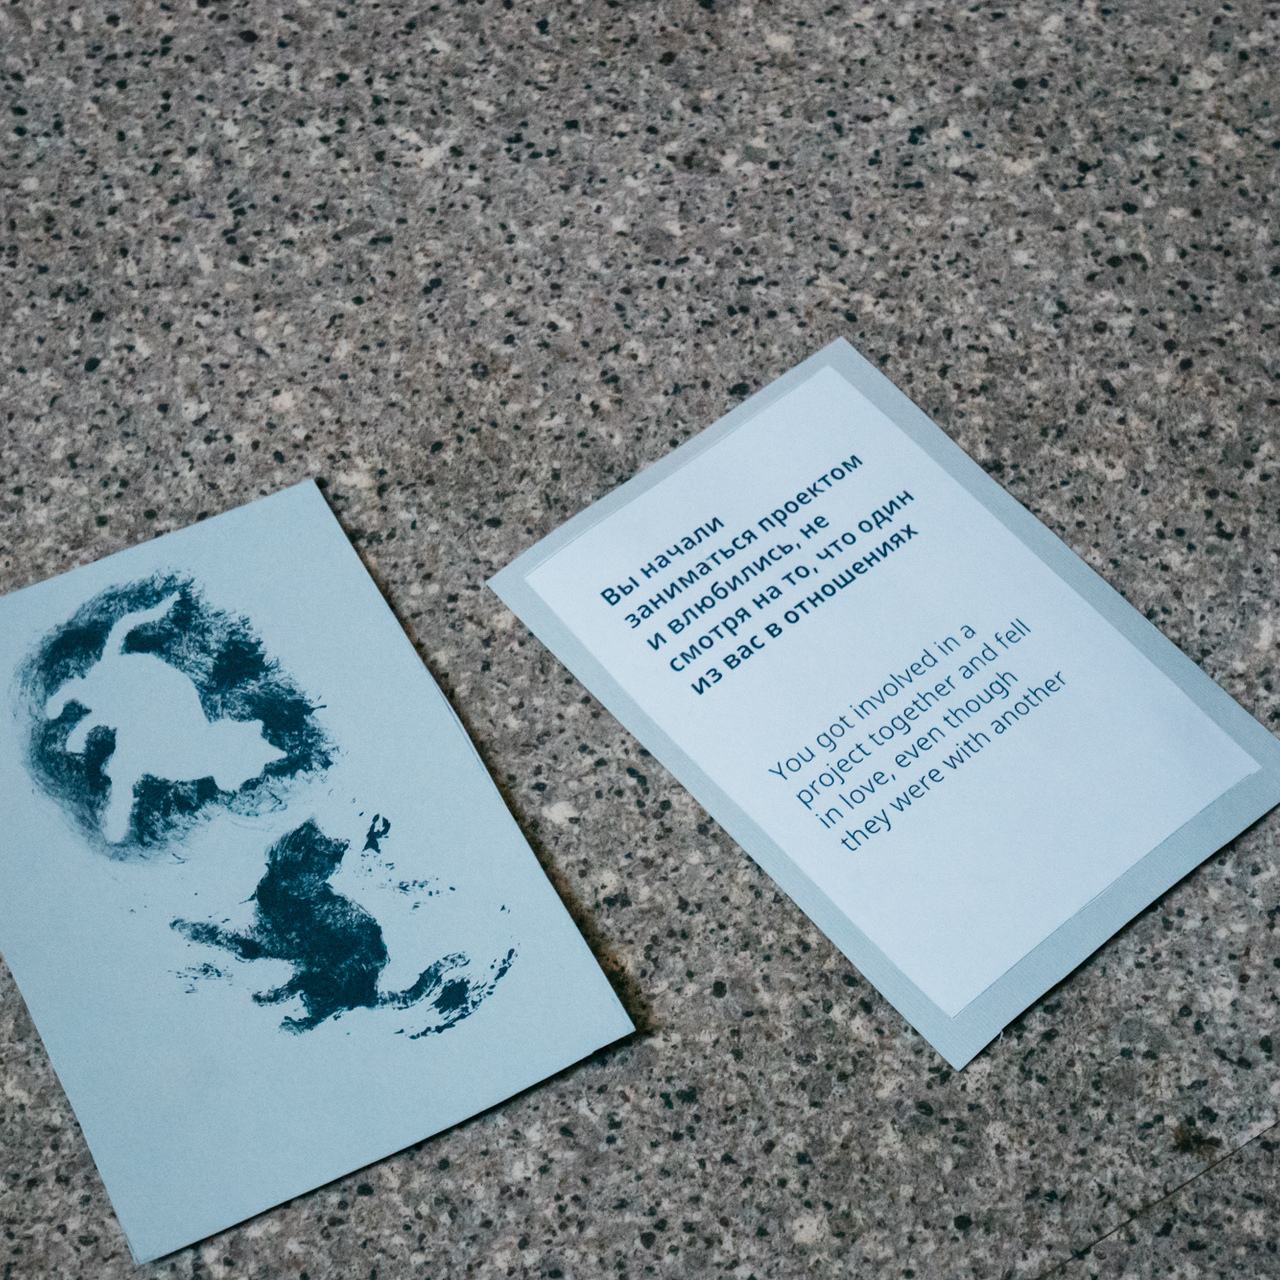 Вы начали
заниматься проектом
и влюбились, не
смотря на то, что один
из вас в отношениях
You got involved in a
project together and fell
in love, even though
they were with another